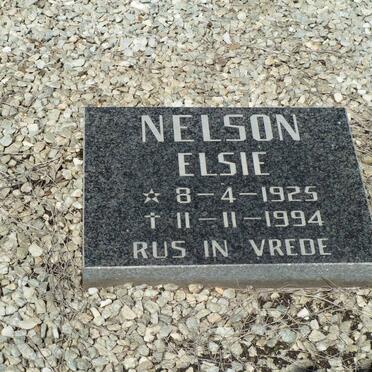 NELSON
ELSIE
☆ 8-4-1925
✝ 11-11-1994
RUS IN VREDE